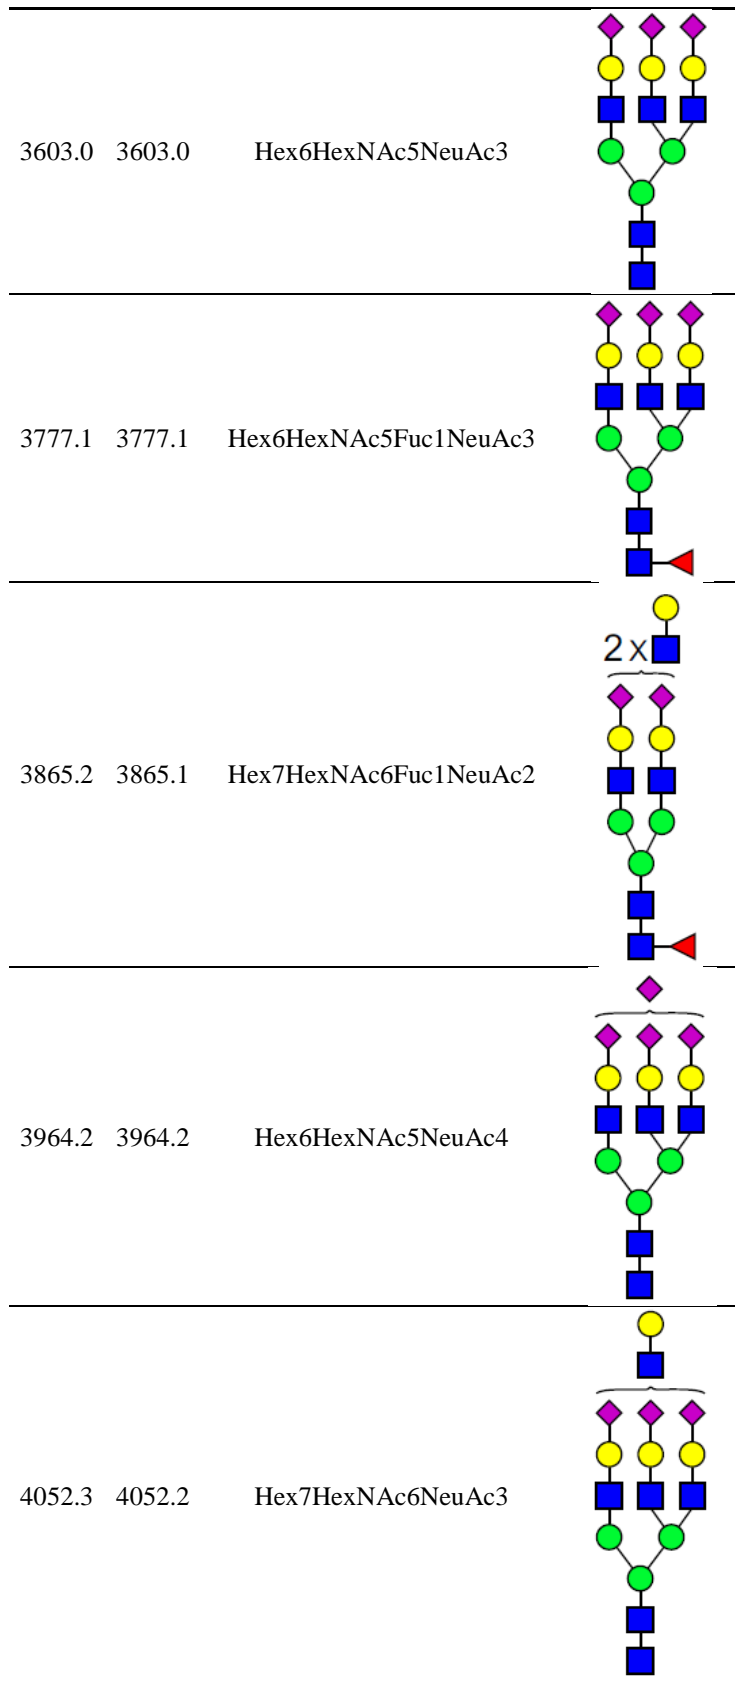 3603.0 3603.0 Hex6HexNAc5NeuAc3
3777.1 3777.1 Hex6HexNAc5Fuc1NeuAc3
2x
3865.2 3865.1 Hex7HexNAc6Fuc1NeuAc2
3964.2 3964.2 Hex6HexNAc5NeuAc4
4052.3 4052.2 Hex7HexNAc6NeuAc3